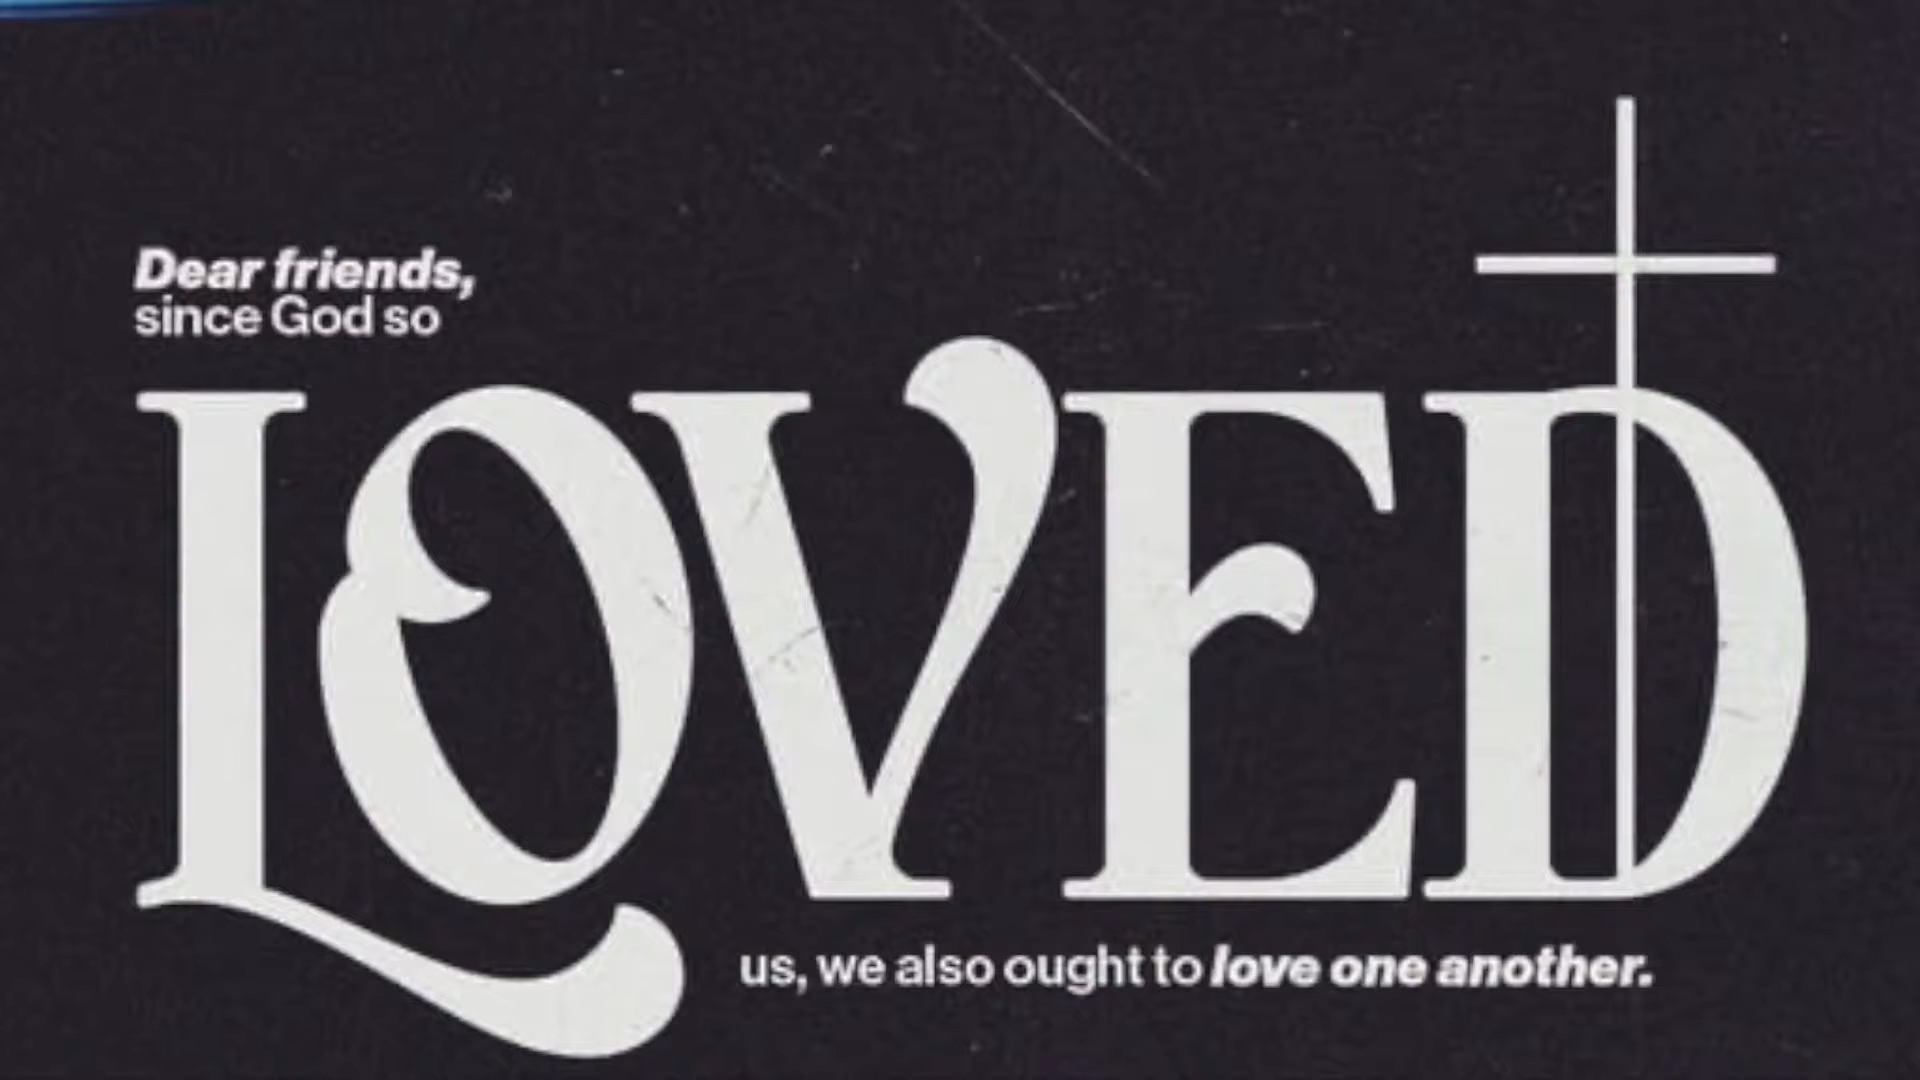 Dear friends,
since God so
LOVED
us, we also ought to love one another.